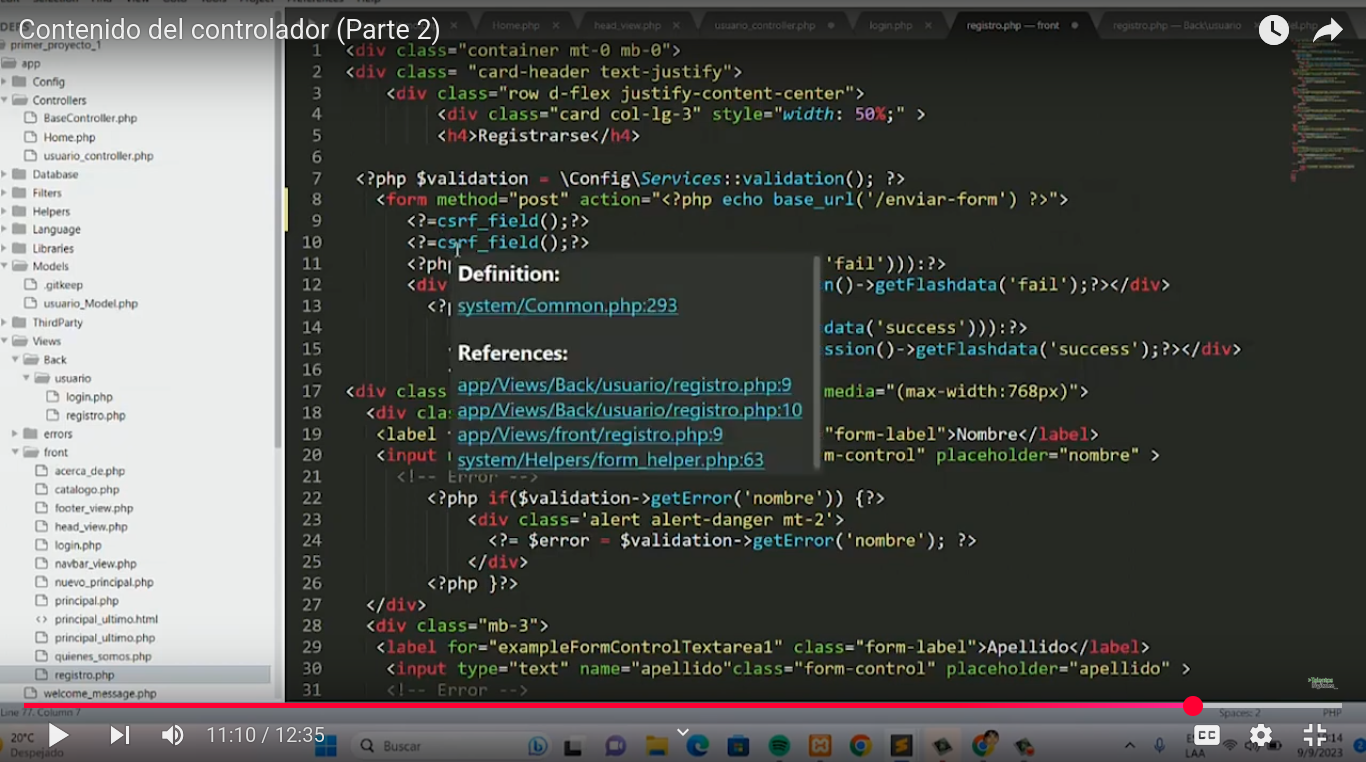 Contenido del controlador (Parte 2)
Home.php
head_view.php
usuario_controller.php
login.php
registro.php — front
registro.php — Back\usuario
primer_proyecto_1
app
Config
Controllers
BaseController.php
Home.php
usuario_controller.php
Database
Filters
Helpers
Language
Libraries
Models
.gitkeep
usuario_Model.php
ThirdParty
Views
Back
usuario
login.php
registro.php
errors
front
acerca_de.php
catalogo.php
footer_view.php
head_view.php
login.php
navbar_view.php
nuevo_principal.php
principal.php
principal_ultimo.html
principal_ultimo.php
quienes_somos.php
registro.php
welcome_message.php
1 <div class="container mt-0 mb-0">
2 <div class= "card-header text-justify">
3 <div class="row d-flex justify-content-center">
4 <div class="card col-lg-3" style="width: 50%;" >
5 <h4>Registrarse</h4>
6
7 <?php $validation = \Config\Services::validation(); ?>
8 <form method="post" action="<?php echo base_url('/enviar-form') ?>">
9 <?=csrf_field();?>
10 <?=csrf_field();?>
11 <?php 'fail'))):?>
12 <div n()->getFlashdata('fail');?></div>
13 <?
14 data('success'))):?>
15 ssion()->getFlashdata('success');?></div>
16
17 <div class media="(max-width:768px)">
18 <div cla
19 <label "form-label">Nombre</label>
20 <input m-control" placeholder="nombre" >
21 <!-- Error -->
22 <?php if($validation->getError('nombre')) {?>
23 <div class='alert alert-danger mt-2'>
24 <?= $error = $validation->getError('nombre'); ?>
25 </div>
26 <?php }?>
27 </div>
28 <div class="mb-3">
29 <label for="exampleFormControlTextarea1" class="form-label">Apellido</label>
30 <input type="text" name="apellido"class="form-control" placeholder="apellido" >
31 <!-- Error -->
Definition:
system/Common.php:293
References:
app/Views/Back/usuario/registro.php:9
app/Views/Back/usuario/registro.php:10
app/Views/front/registro.php:9
system/Helpers/form_helper.php:63
Line 77, Column 7
Spaces: 2
PHP
20°C
Despejado
11:10 / 12:35
Buscar
CC
LAA
9/9/2023